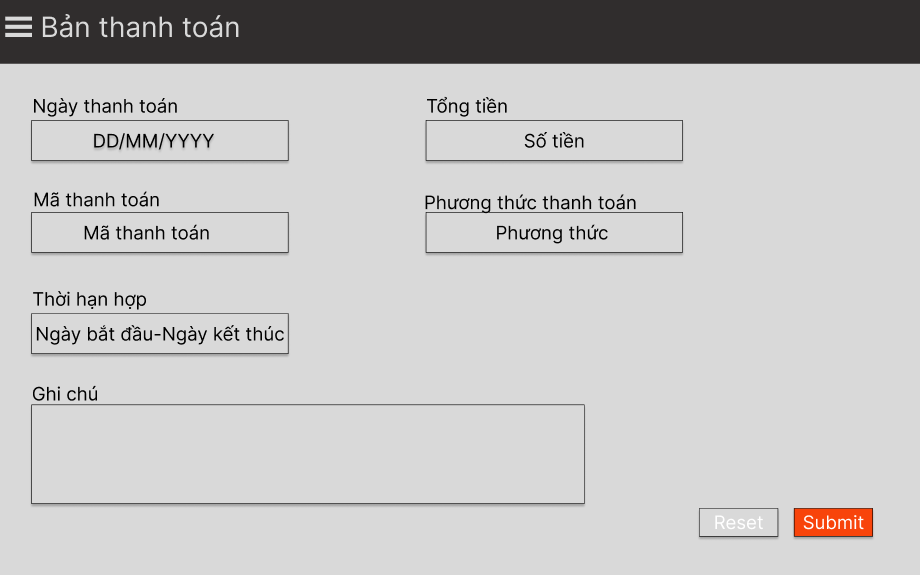 Bản thanh toán
Ngày thanh toán
DD/MM/YYYY
Tổng tiền
Số tiền
Mã thanh toán
Mã thanh toán
Phương thức thanh toán
Phương thức
Thời hạn hợp
Ngày bắt đầu-Ngày kết thúc
Ghi chú
Reset
Submit